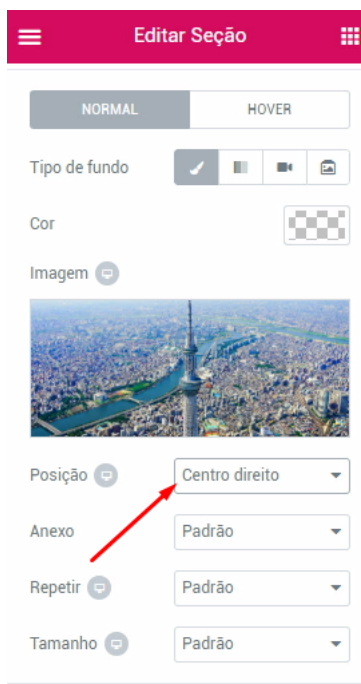 Editar Seção
NORMAL HOVER
Tipo de fundo
Cor
Imagem
Posição Centro direito
Anexo Padrão
Repetir Padrão
Tamanho Padrão